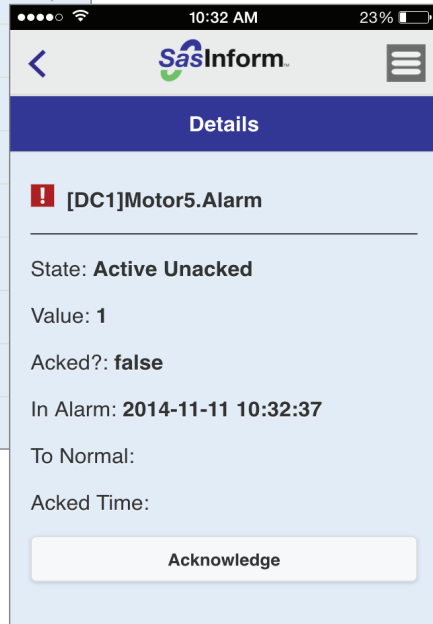 10:32 AM
23%
SasInform™
Details
! [DC1]Motor5.Alarm
State: Active Unacked
Value: 1
Acked?: false
In Alarm: 2014-11-11 10:32:37
To Normal:
Acked Time:
Acknowledge